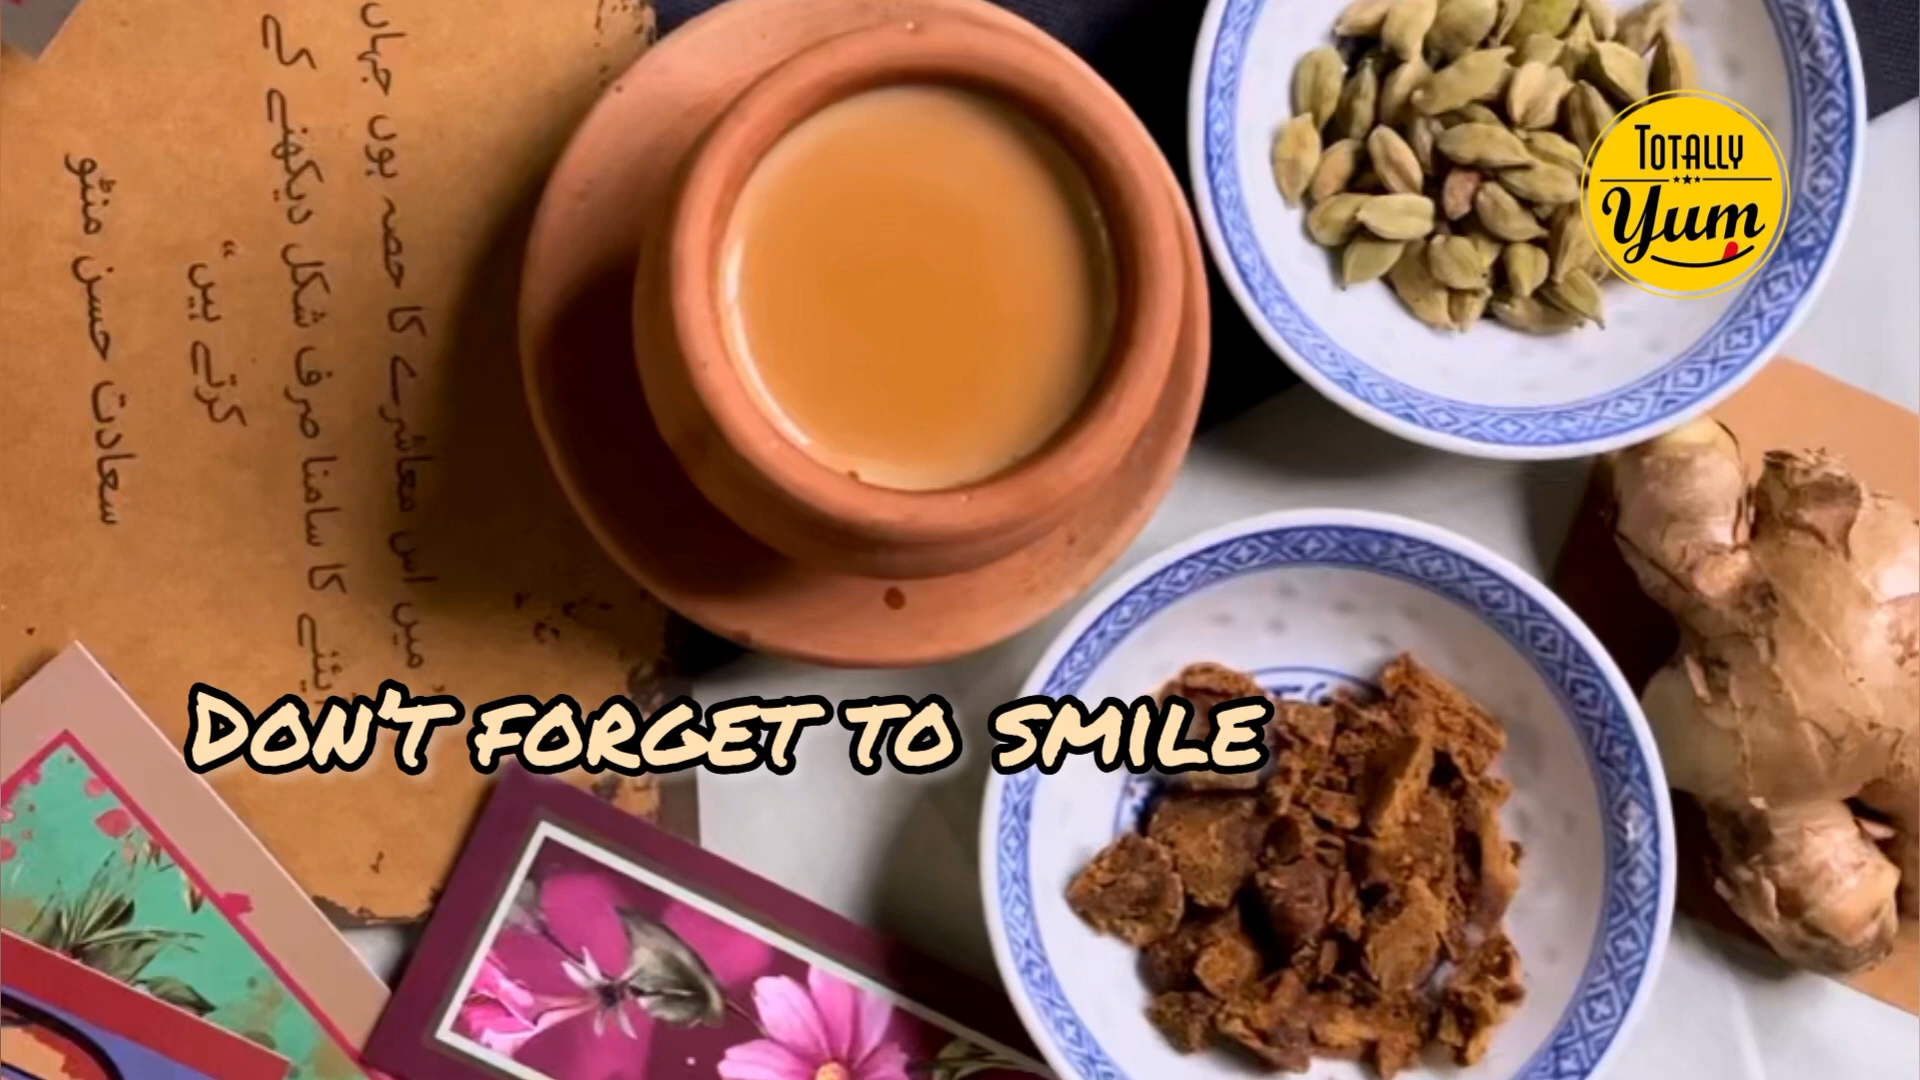 "میں اس معاشرے کا حصہ ہوں جہاں
کا سامنا صرف شکل دیکھنے کے
کرتے ہیں"
سعادت حسن منٹو
TOTALLY
Yum
DON'T FORGET TO SMILE